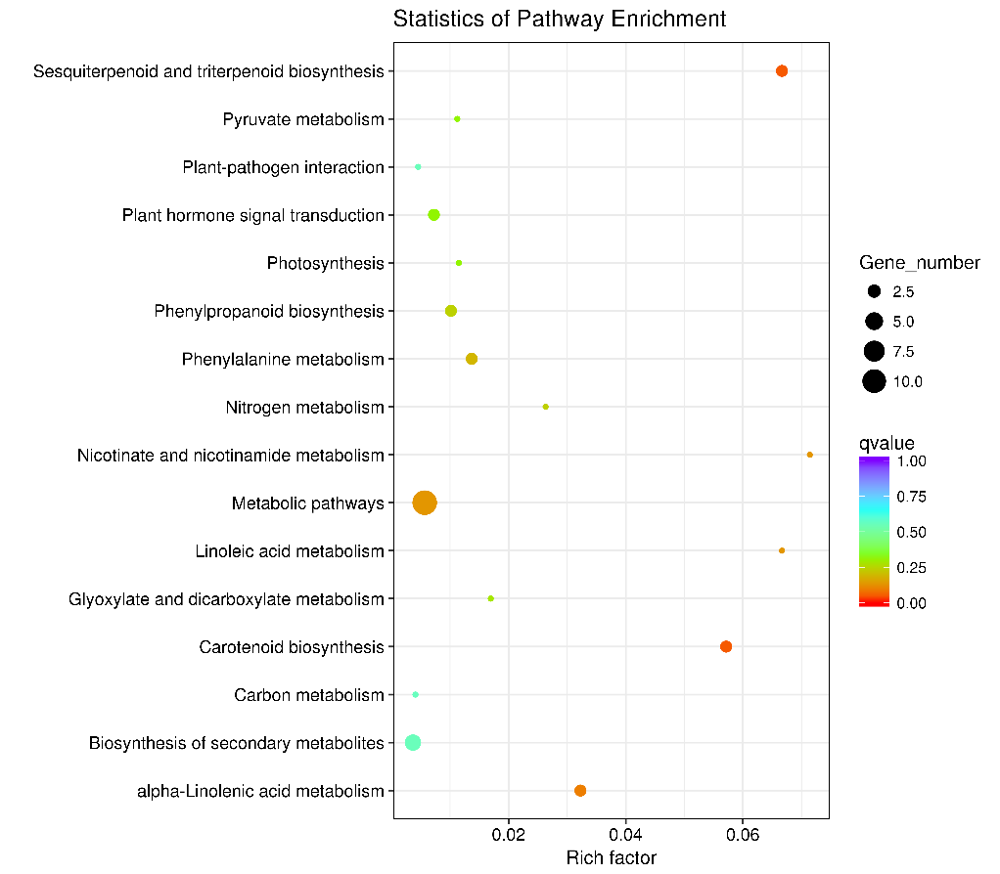 Statistics of Pathway Enrichment
Sesquiterpenoid and triterpenoid biosynthesis
Pyruvate metabolism
Plant-pathogen interaction
Plant hormone signal transduction
Photosynthesis
Phenylpropanoid biosynthesis
Phenylalanine metabolism
Nitrogen metabolism
Nicotinate and nicotinamide metabolism
Metabolic pathways
Linoleic acid metabolism
Glyoxylate and dicarboxylate metabolism
Carotenoid biosynthesis
Carbon metabolism
Biosynthesis of secondary metabolites
alpha-Linolenic acid metabolism
0.02 0.04 0.06
Rich factor
Gene_number
2.5
5.0
7.5
10.0
qvalue
1.00
0.75
0.50
0.25
0.00